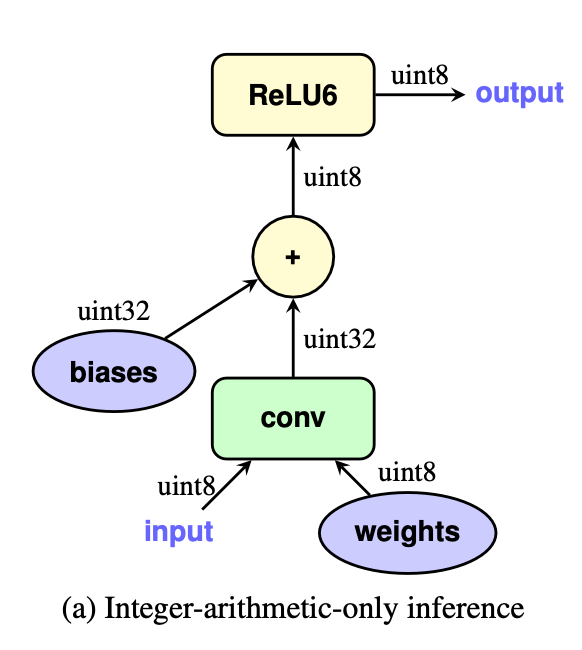 ReLU6
uint8
output
uint8
+
uint32
biases
uint32
conv
uint8
uint8
input
weights
(a) Integer-arithmetic-only inference